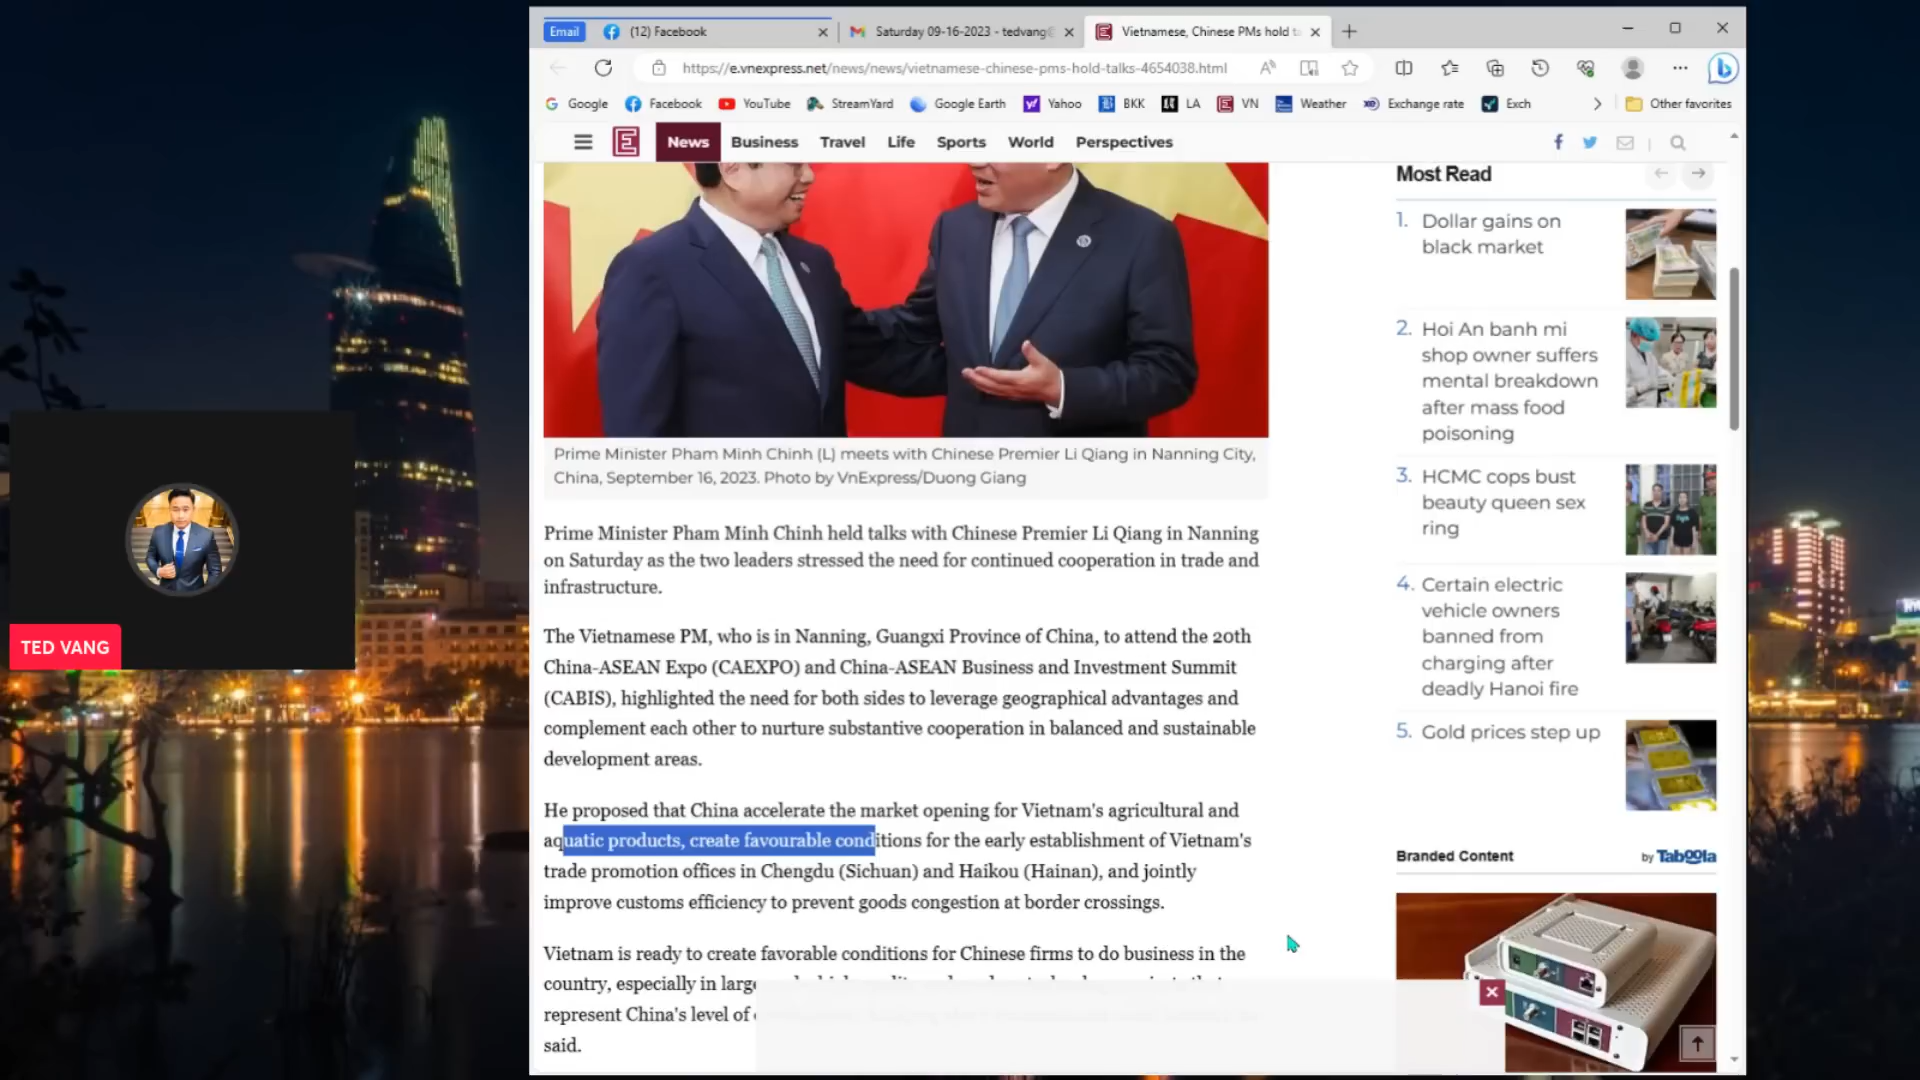 Email
(12) Facebook
Saturday 09-16-2023 - tedvang@
Vietnamese, Chinese PMs hold t
https://e.vnexpress.net/news/news/vietnamese-chinese-pms-hold-talks-4654038.html
Google
Facebook
YouTube
StreamYard
Google Earth
Yahoo
BKK
LA
VN
Weather
Exchange rate
Exch
Other favorites
News
Business
Travel
Life
Sports
World
Perspectives
Prime Minister Pham Minh Chinh (L) meets with Chinese Premier Li Qiang in Nanning City,
China, September 16, 2023. Photo by VnExpress/Duong Giang
Prime Minister Pham Minh Chinh held talks with Chinese Premier Li Qiang in Nanning
on Saturday as the two leaders stressed the need for continued cooperation in trade and
infrastructure.
The Vietnamese PM, who is in Nanning, Guangxi Province of China, to attend the 20th
China-ASEAN Expo (CAEXPO) and China-ASEAN Business and Investment Summit
(CABIS), highlighted the need for both sides to leverage geographical advantages and
complement each other to nurture substantive cooperation in balanced and sustainable
development areas.
He proposed that China accelerate the market opening for Vietnam's agricultural and
aquatic products, create favourable conditions for the early establishment of Vietnam's
trade promotion offices in Chengdu (Sichuan) and Haikou (Hainan), and jointly
improve customs efficiency to prevent goods congestion at border crossings.
Vietnam is ready to create favorable conditions for Chinese firms to do business in the
country, especially in large
represent China's level of
said.
Most Read
1. Dollar gains on
black market
2. Hoi An banh mi
shop owner suffers
mental breakdown
after mass food
poisoning
3. HCMC cops bust
beauty queen sex
ring
4. Certain electric
vehicle owners
banned from
charging after
deadly Hanoi fire
5. Gold prices step up
Branded Content
by Taboola
TED VANG